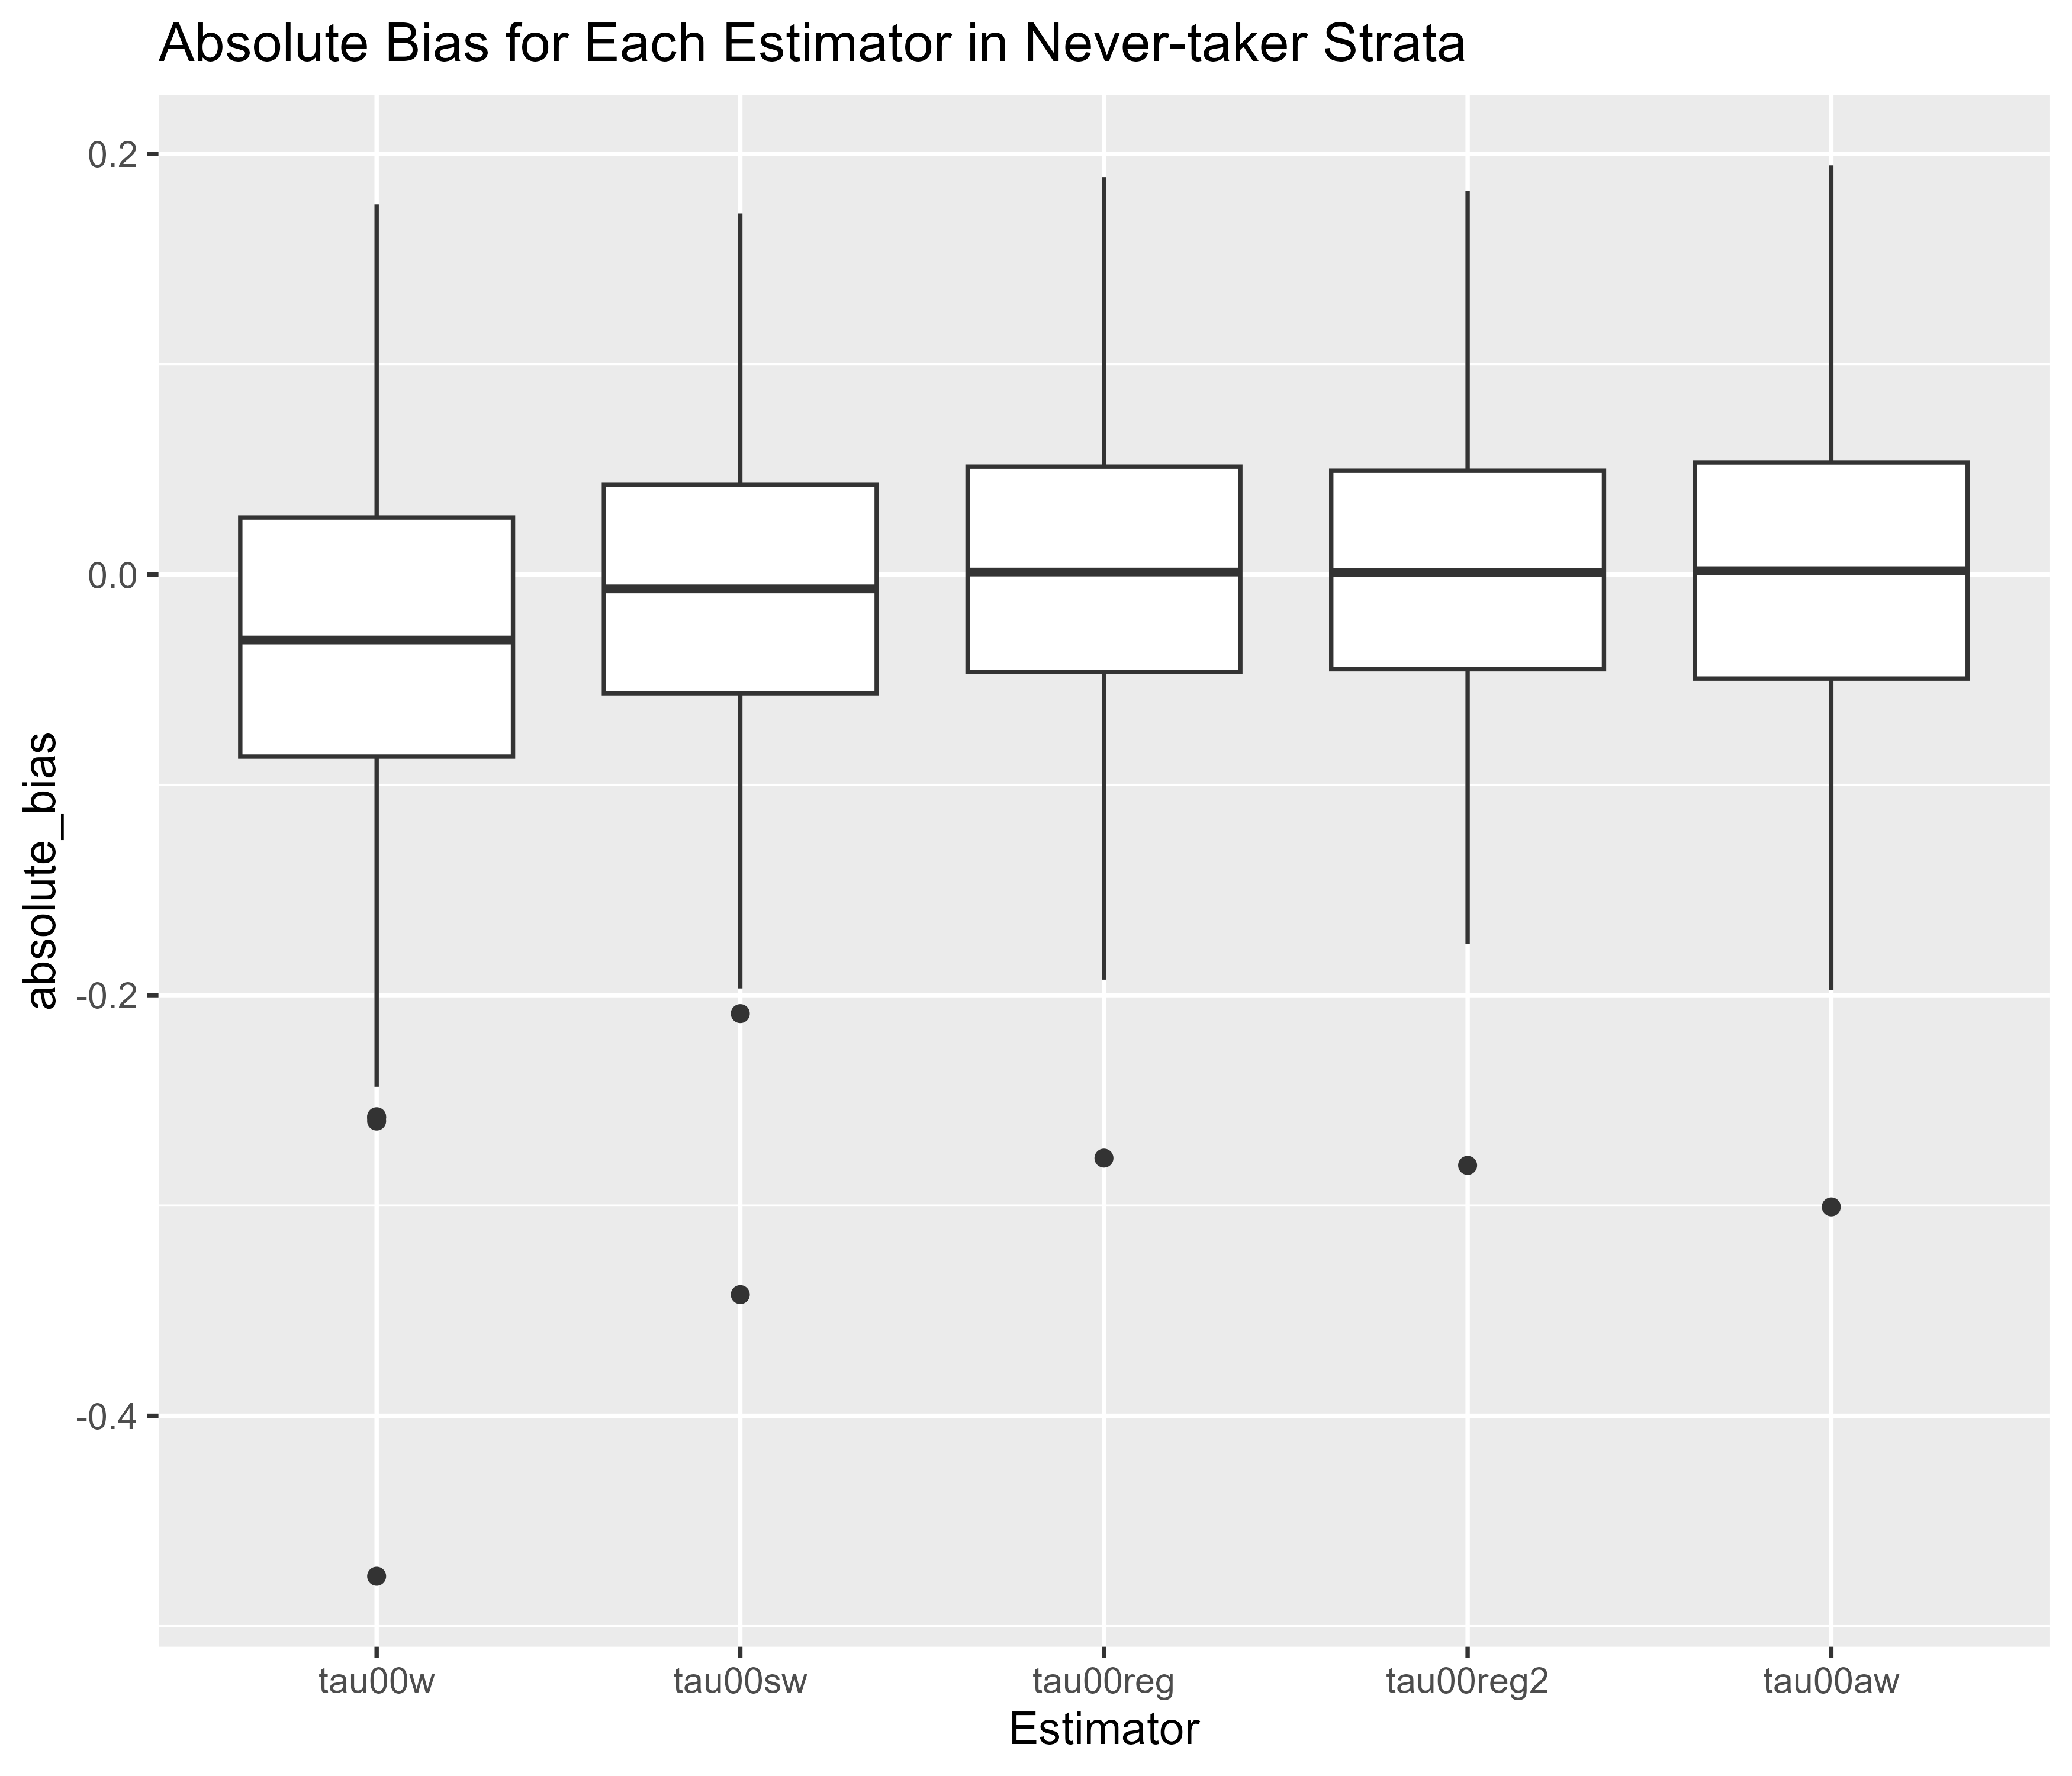 Absolute Bias for Each Estimator in Never-taker Strata
absolute_bias
0.2
0.0
-0.2
-0.4
tau00w tau00sw tau00reg tau00reg2 tau00aw
Estimator